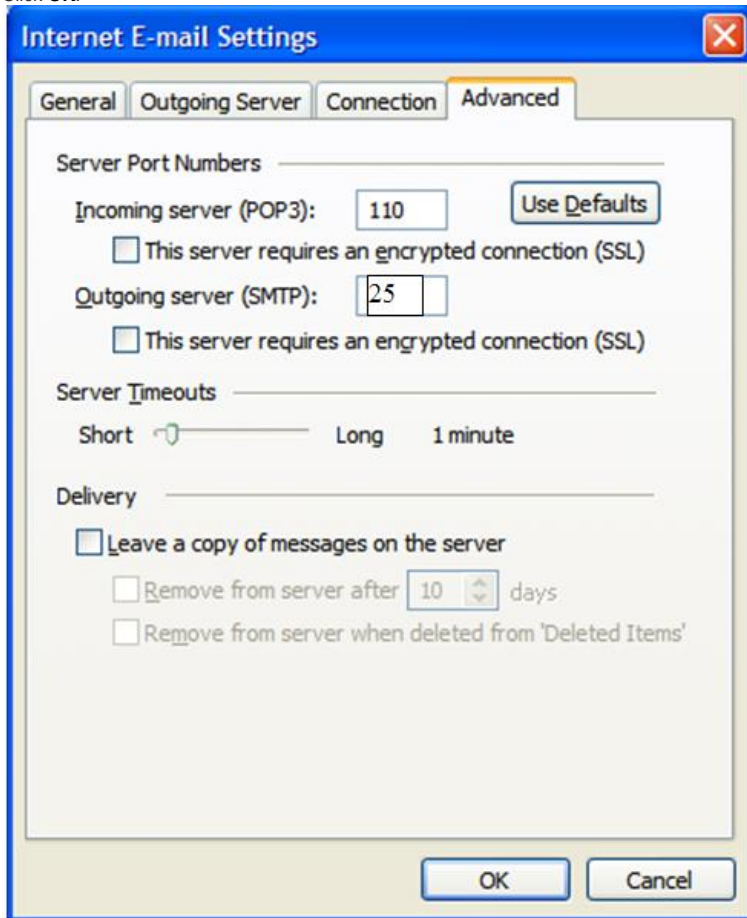 Internet E-mail Settings
General Outgoing Server Connection Advanced
Server Port Numbers
Incoming server (POP3): 110 Use Defaults
This server requires an encrypted connection (SSL)
Outgoing server (SMTP): 25
This server requires an encrypted connection (SSL)
Server Timeouts
Short Long 1 minute
Delivery
Leave a copy of messages on the server
Remove from server after 10 days
Remove from server when deleted from 'Deleted Items'
OK Cancel